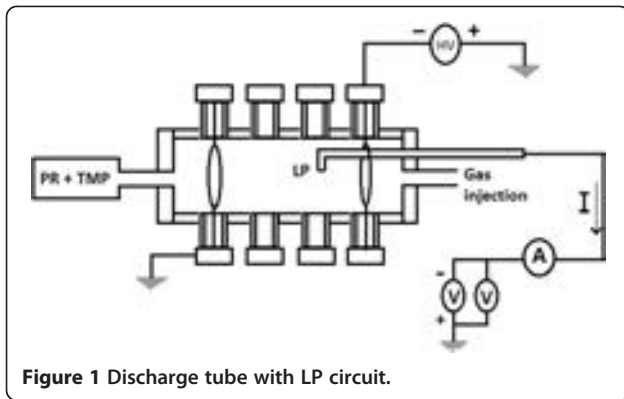 − HV +
PR + TMP
LP
Gas
injection
I
A
− V V
+
Figure 1 Discharge tube with LP circuit.